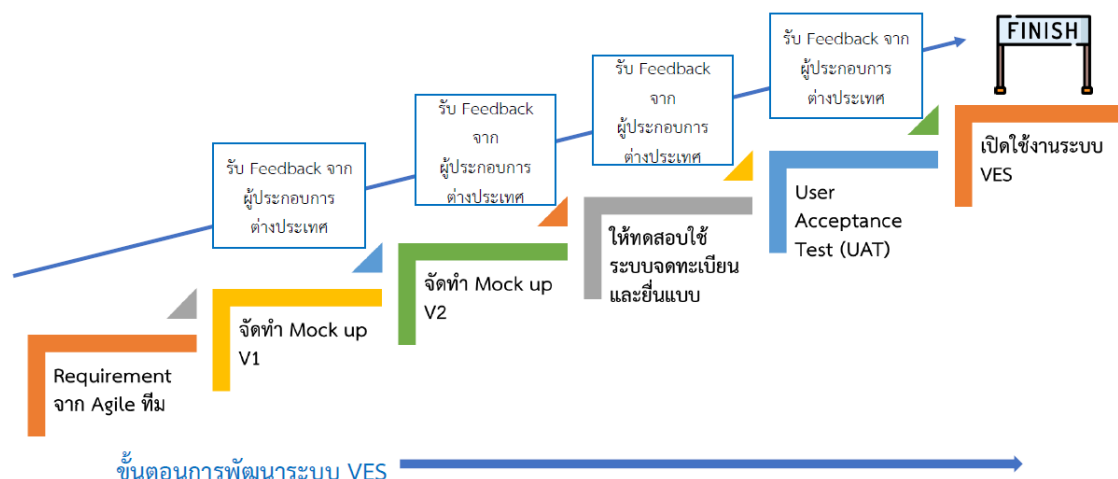 FINISH
รับ Feedback จาก
ผู้ประกอบการ
ต่างประเทศ
รับ Feedback
จาก
ผู้ประกอบการ
ต่างประเทศ
รับ Feedback
จาก
ผู้ประกอบการ
ต่างประเทศ
รับ Feedback จาก
ผู้ประกอบการ
ต่างประเทศ
Requirement
จาก Agile ทีม
จัดทำ Mock up
V1
จัดทำ Mock up
V2
ให้ทดสอบใช้
ระบบจดทะเบียน
และยื่นแบบ
User
Acceptance
Test (UAT)
เปิดใช้งานระบบ
VES
ขั้นตอนการพัฒนาระบบ VES